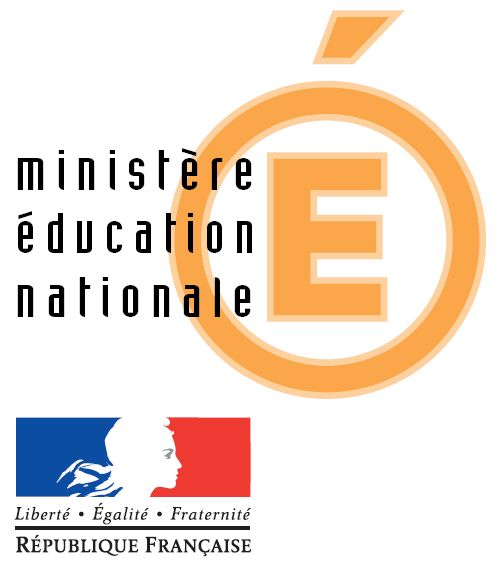 É
ministère
éducation
nationale
Liberté • Égalité • Fraternité
RÉPUBLIQUE FRANÇAISE